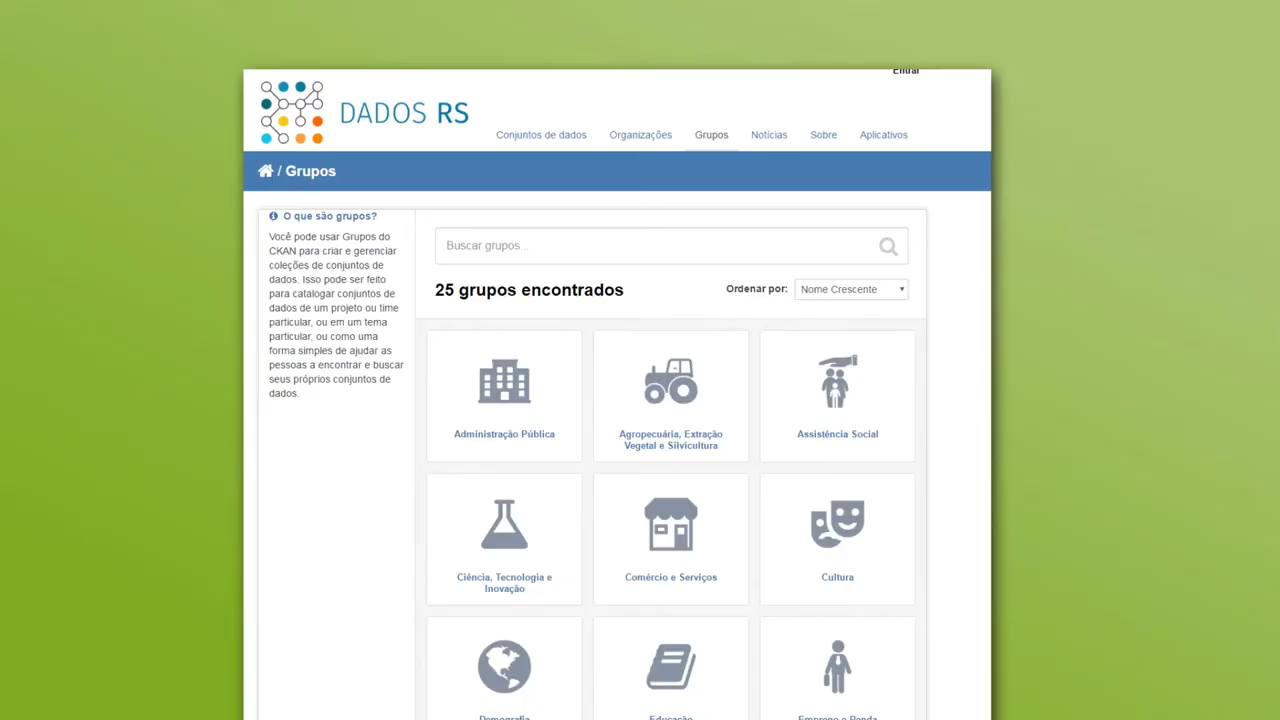 Entrar
DADOS RS
Conjuntos de dados Organizações Grupos Notícias Sobre Aplicativos
/ Grupos
O que são grupos?
Você pode usar Grupos do
CKAN para criar e gerenciar
coleções de conjuntos de
dados. Isso pode ser feito
para catalogar conjuntos de
dados de um projeto ou time
particular, ou em um tema
particular, ou como uma
forma simples de ajudar as
pessoas a encontrar e buscar
seus próprios conjuntos de
dados.
Buscar grupos...
25 grupos encontrados
Ordenar por: Nome Crescente
Administração Pública
Agropecuária, Extração
Vegetal e Silvicultura
Assistência Social
Ciência, Tecnologia e
Inovação
Comércio e Serviços
Cultura
Demografia
Educação
Emprego e Renda